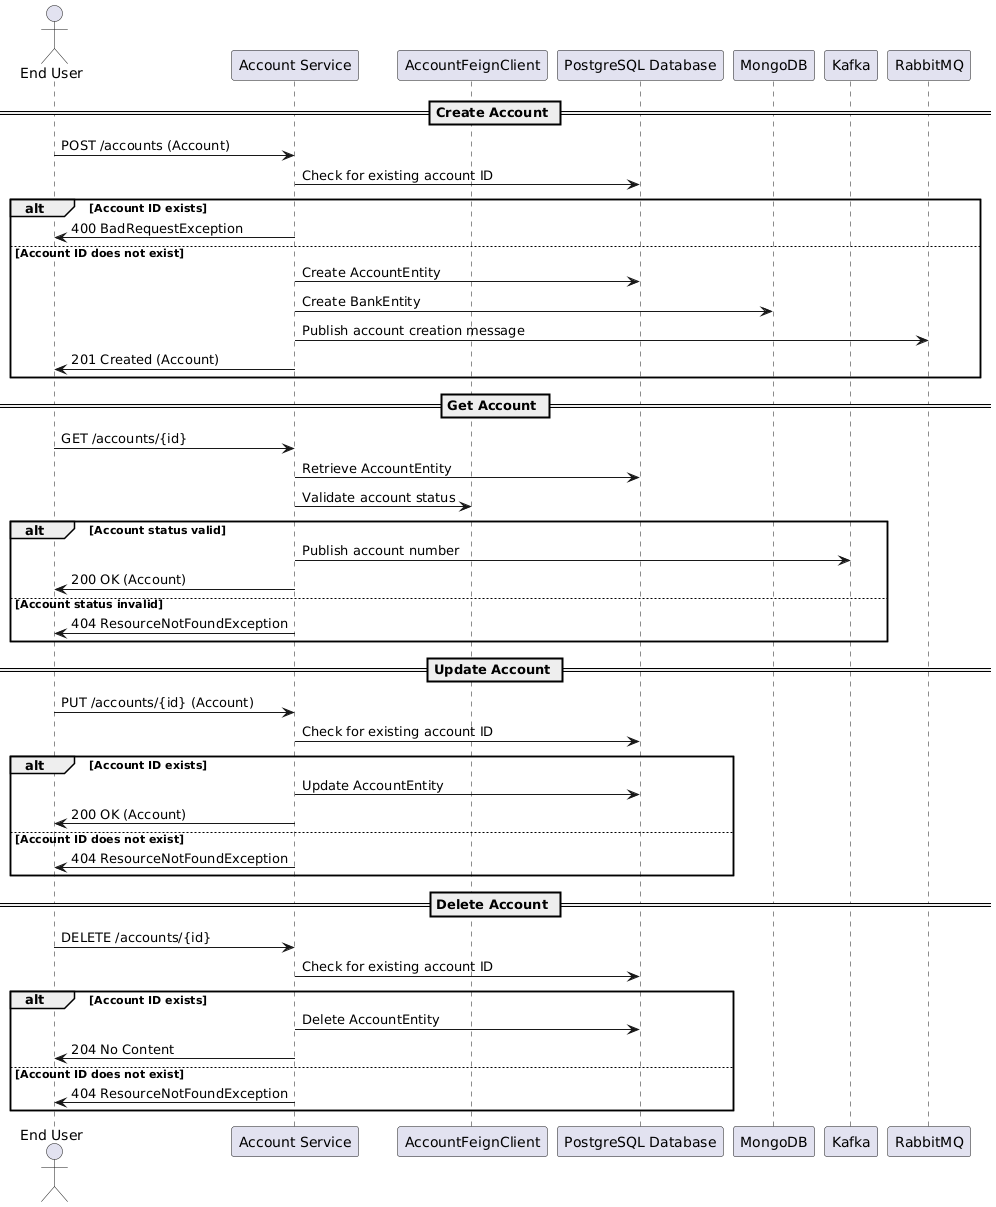 End User
Account Service
AccountFeignClient
PostgreSQL Database
MongoDB
Kafka
RabbitMQ
Create Account
POST /accounts (Account)
Check for existing account ID
alt
[Account ID exists]
400 BadRequestException
[Account ID does not exist]
Create AccountEntity
Create BankEntity
Publish account creation message
201 Created (Account)
Get Account
GET /accounts/{id}
Retrieve AccountEntity
Validate account status
alt
[Account status valid]
Publish account number
200 OK (Account)
[Account status invalid]
404 ResourceNotFoundException
Update Account
PUT /accounts/{id} (Account)
Check for existing account ID
alt
[Account ID exists]
Update AccountEntity
200 OK (Account)
[Account ID does not exist]
404 ResourceNotFoundException
Delete Account
DELETE /accounts/{id}
Check for existing account ID
alt
[Account ID exists]
Delete AccountEntity
204 No Content
[Account ID does not exist]
404 ResourceNotFoundException
End User
Account Service
AccountFeignClient
PostgreSQL Database
MongoDB
Kafka
RabbitMQ